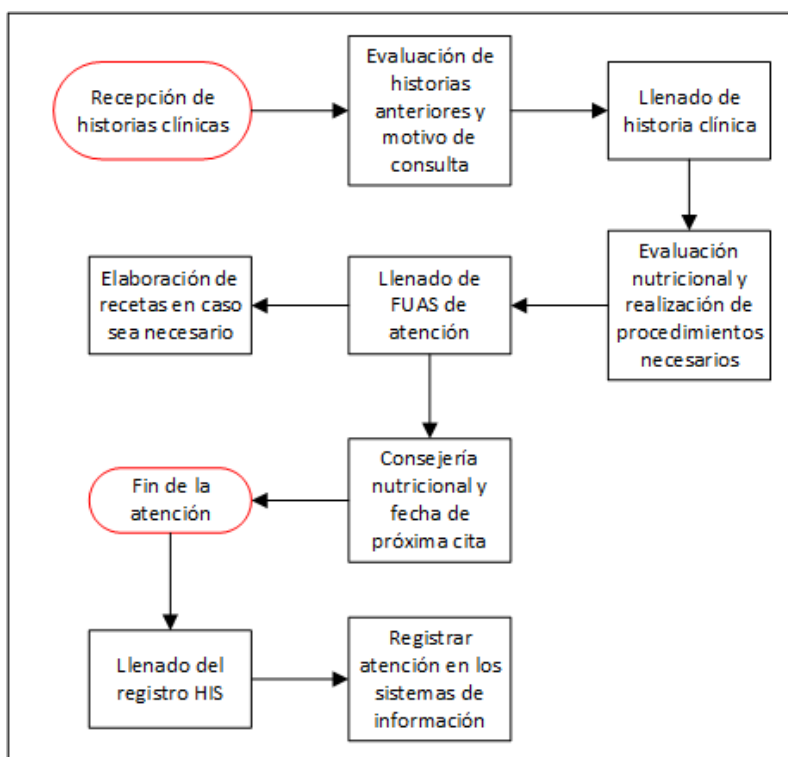 Recepción de
historias clínicas
Evaluación de
historias
anteriores y
motivo de
consulta
Llenado de
historia clínica
Elaboración de
recetas en caso
sea necesario
Llenado de
FUAS de
atención
Evaluación
nutricional y
realización de
procedimientos
necesarios
Fin de la
atención
Consejería
nutricional y
fecha de
próxima cita
Llenado del
registro HIS
Registrar
atención en los
sistemas de
información